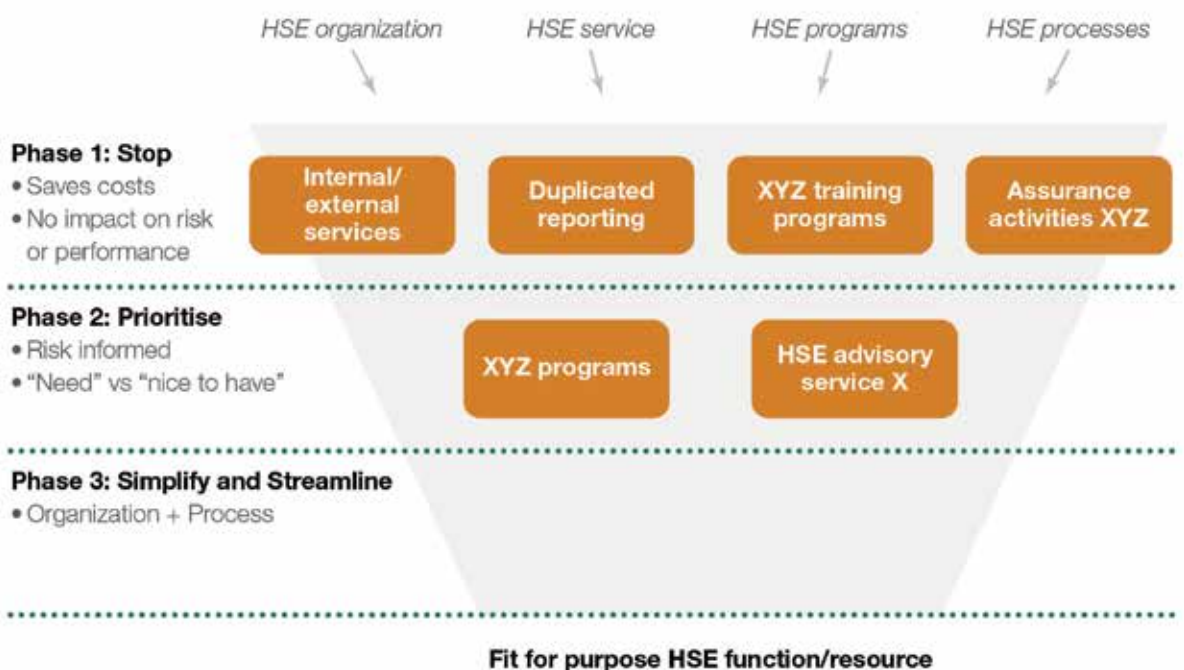 HSE organization
HSE service
HSE programs
HSE processes
Phase 1: Stop
• Saves costs
• No impact on risk
or performance
Internal/
external
services
Duplicated
reporting
XYZ training
programs
Assurance
activities XYZ
Phase 2: Prioritise
• Risk informed
• “Need” vs “nice to have”
XYZ programs
HSE advisory
service X
Phase 3: Simplify and Streamline
• Organization + Process
Fit for purpose HSE function/resource